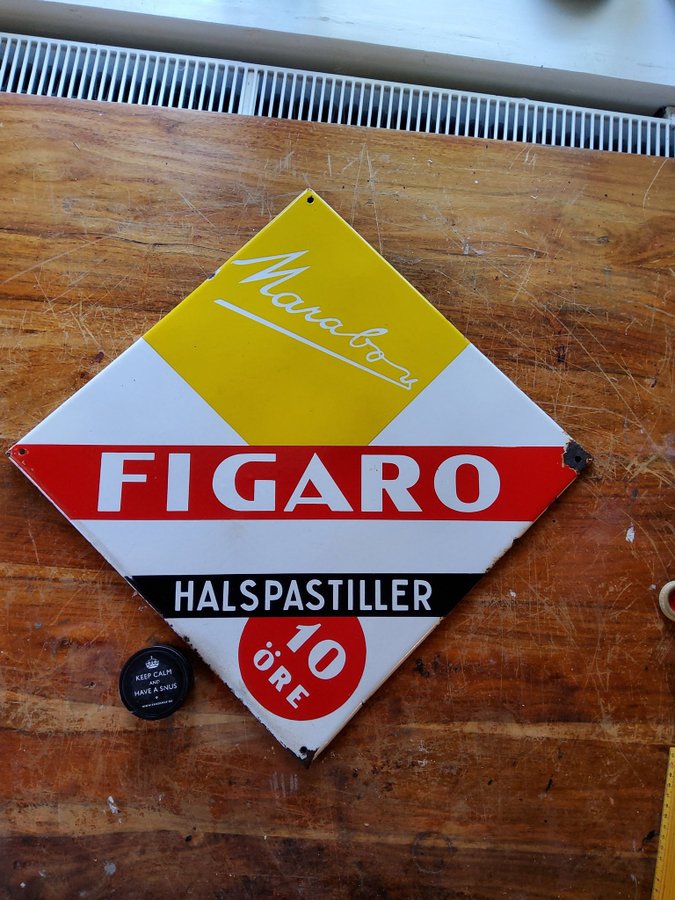 Marabou
FIGARO
HALSPASTILLER
10
ÖRE
KEEP CALM
AND
HAVE A SNUS